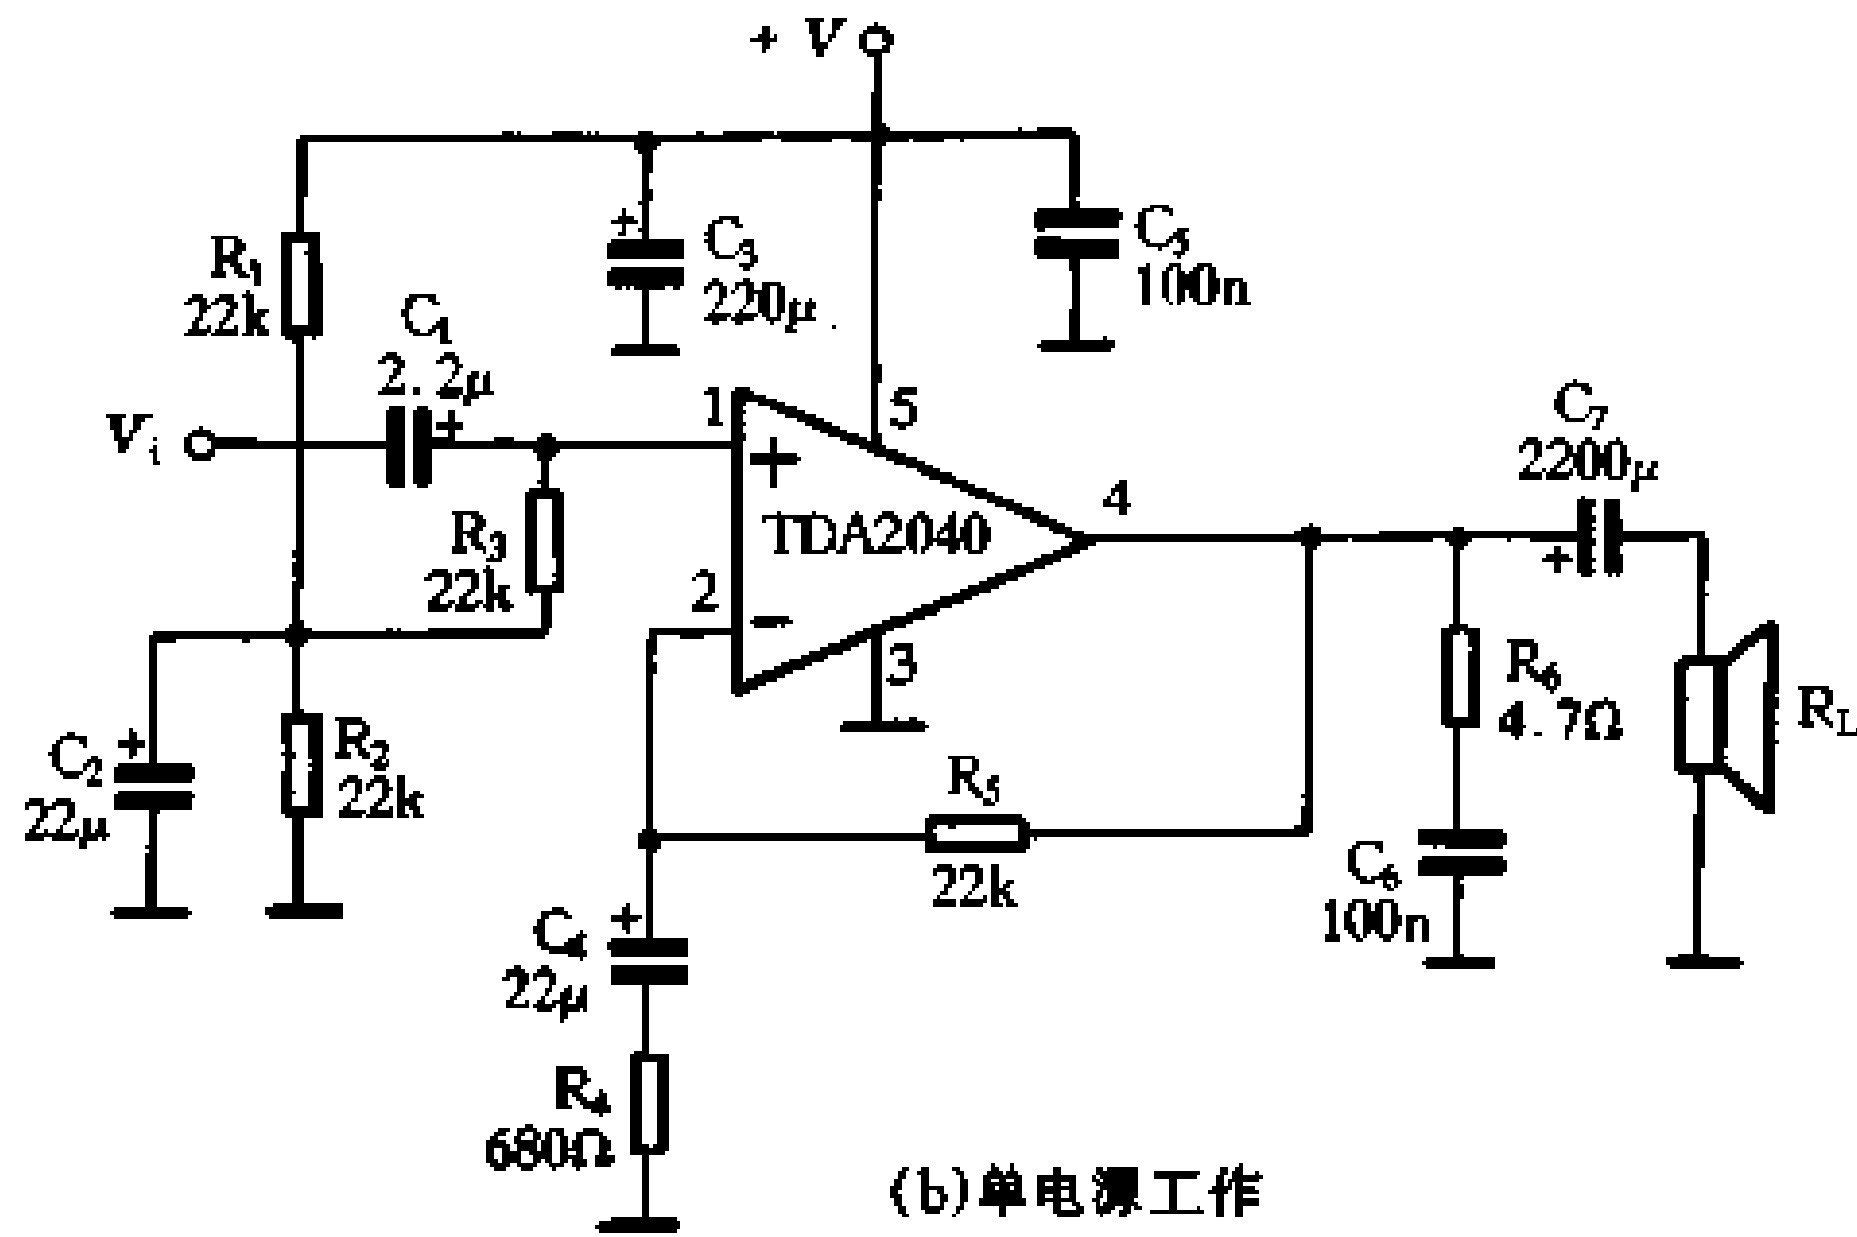 + V
R1
22k
C1
2.2μ
+
C3
220μ
+
C5
100n
Vi
1
+
5
TDA2040
4
2
−
3
R3
22k
C7
2200μ
+
R6
4.7Ω
RL
C2
22μ
+
R2
22k
R5
22k
C6
100n
C4
22μ
+
R4
680Ω
(b)单电源工作